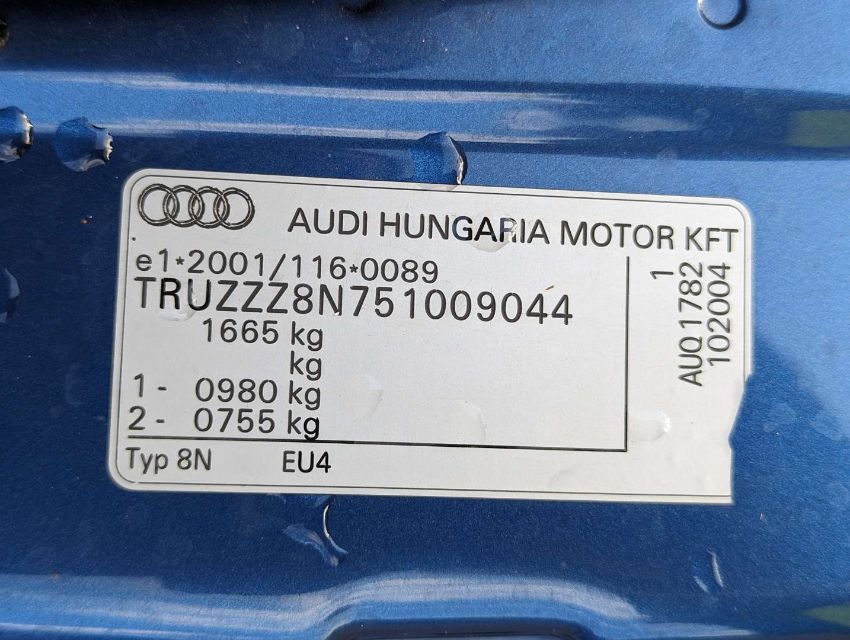 AUDI HUNGARIA MOTOR KFT
e1*2001/116*0089
TRUZZZ8N751009044
1665 kg
kg
1- 0980 kg
2- 0755 kg
Typ 8N EU4
1
AUQ1782
102004